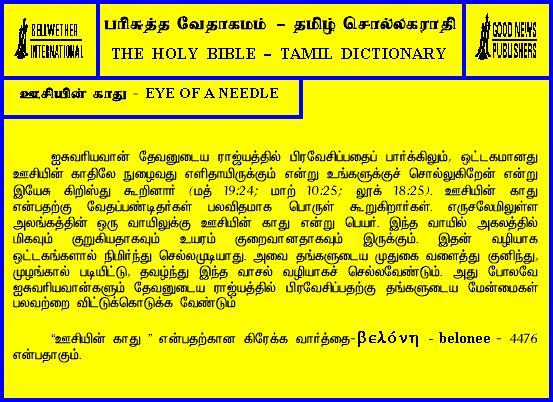 BELLWETHER
INTERNATIONAL
பரிசுத்த வேதாகமம் – தமிழ் சொல்லகராதி
THE HOLY BIBLE – TAMIL DICTIONARY
GOOD NEWS
PUBLISHERS
ஊசியின் காது - EYE OF A NEEDLE
ஐசுவரியவான் தேவனுடைய ராஜ்யத்தில் பிரவேசிப்பதைப் பார்க்கிலும், ஒட்டகமானது
ஊசியின் காதிலே நுழைவது எளிதாயிருக்கும் என்று உங்களுக்குச் சொல்லுகிறேன் என்று
இயேசு கிறிஸ்து கூறினார் (மத் 19:24; மாற் 10:25; லூக் 18:25). ஊசியின் காது
என்பதற்கு வேதப்பண்டிதர்கள் பலவிதமாக பொருள் கூறுகிறார்கள். எருசலேமிலுள்ள
அலங்கத்தின் ஒரு வாயிலுக்கு ஊசியின் காது என்று பெயர். இந்த வாயில் அகலத்தில்
மிகவும் குறுகியதாகவும் உயரம் குறைவானதாகவும் இருக்கும். இதன் வழியாக
ஒட்டகங்களால் நிமிர்ந்து செல்லமுடியாது. அவை தங்களுடைய முதுகை வளைத்து குனிந்து,
முழங்கால் படியிட்டு, தவழ்ந்து இந்த வாசல் வழியாகச் செல்லவேண்டும். அது போலவே
ஐசுவரியவான்களும் தேவனுடைய ராஜ்யத்தில் பிரவேசிப்பதற்கு தங்களுடைய மேன்மைகள்
பலவற்றை விட்டுக்கொடுக்க வேண்டும்
“ஊசியின் காது ” என்பதற்கான கிரேக்க வார்த்தை-βελόνη - belonee - 4476
என்பதாகும்.